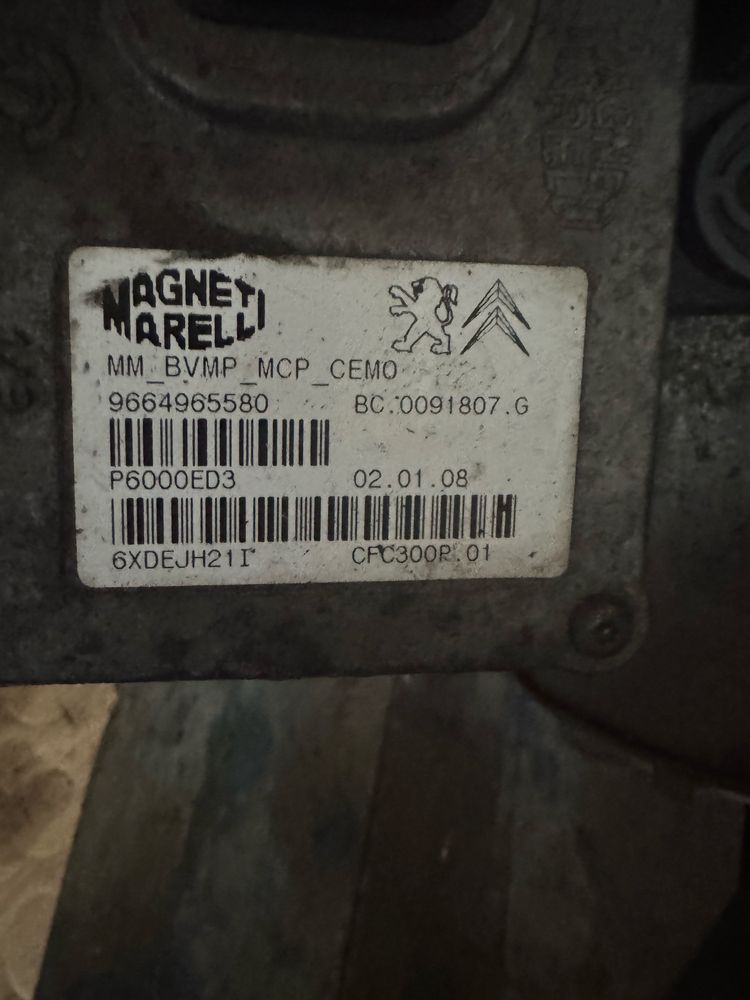 MAGNETI
MARELLI
MM_BVMP_MCP_CEMO
9664965580 BC.0091807.G
P6000ED3 02.01.08
6XDEJH21I CFC300P.01